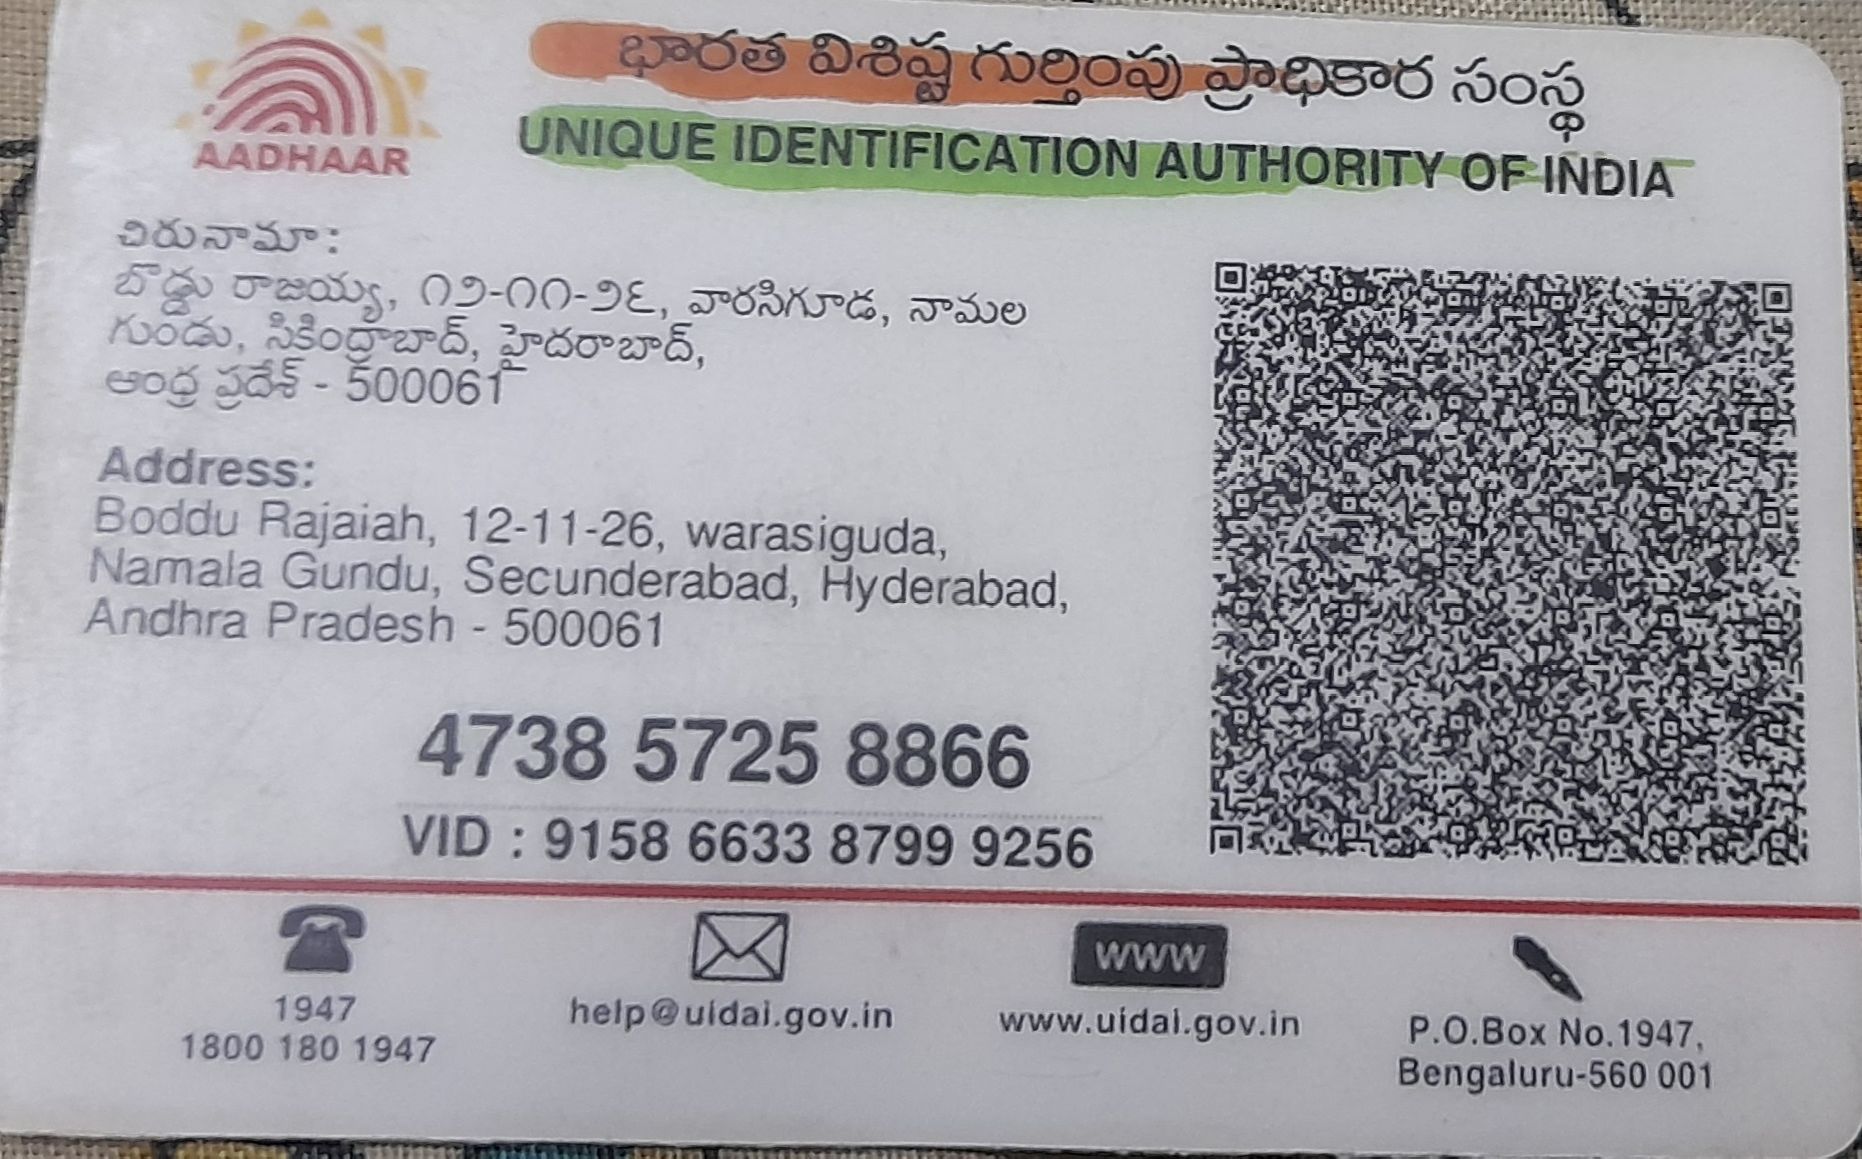 AADHAAR
భారత విశిష్ట గుర్తింపు ప్రాధికార సంస్థ
UNIQUE IDENTIFICATION AUTHORITY OF INDIA
చిరునామా:
బొడ్డు రాజయ్య, ౧౨-౧౧-౨౬, వారసిగూడ, నామల
గుండు, సికింద్రాబాద్, హైదరాబాద్,
ఆంధ్ర ప్రదేశ్ - 500061
Address:
Boddu Rajaiah, 12-11-26, warasiguda,
Namala Gundu, Secunderabad, Hyderabad,
Andhra Pradesh - 500061
4738 5725 8866
VID : 9158 6633 8799 9256
1947
1800 180 1947
help@uidai.gov.in
www
www.uidai.gov.in
P.O.Box No.1947,
Bengaluru-560 001